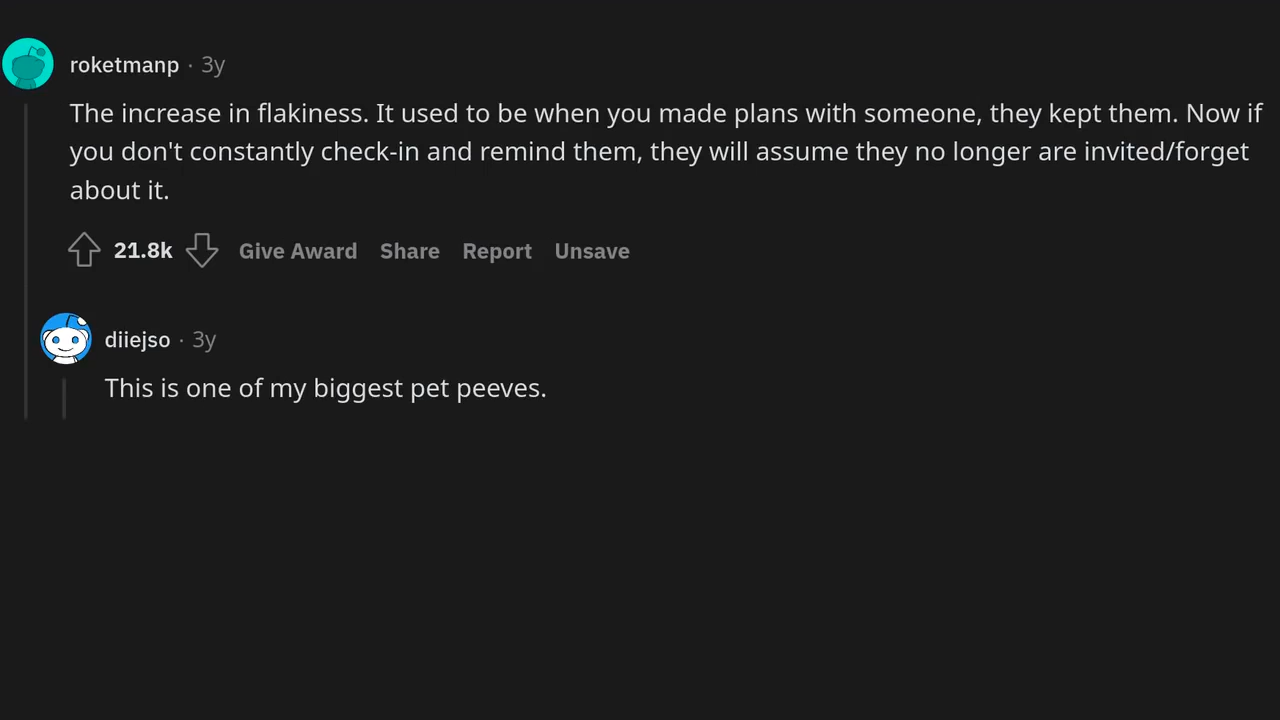 roketmanp · 3y
The increase in flakiness. It used to be when you made plans with someone, they kept them. Now if
you don't constantly check-in and remind them, they will assume they no longer are invited/forget
about it.
21.8k Give Award Share Report Unsave
diiejso · 3y
This is one of my biggest pet peeves.